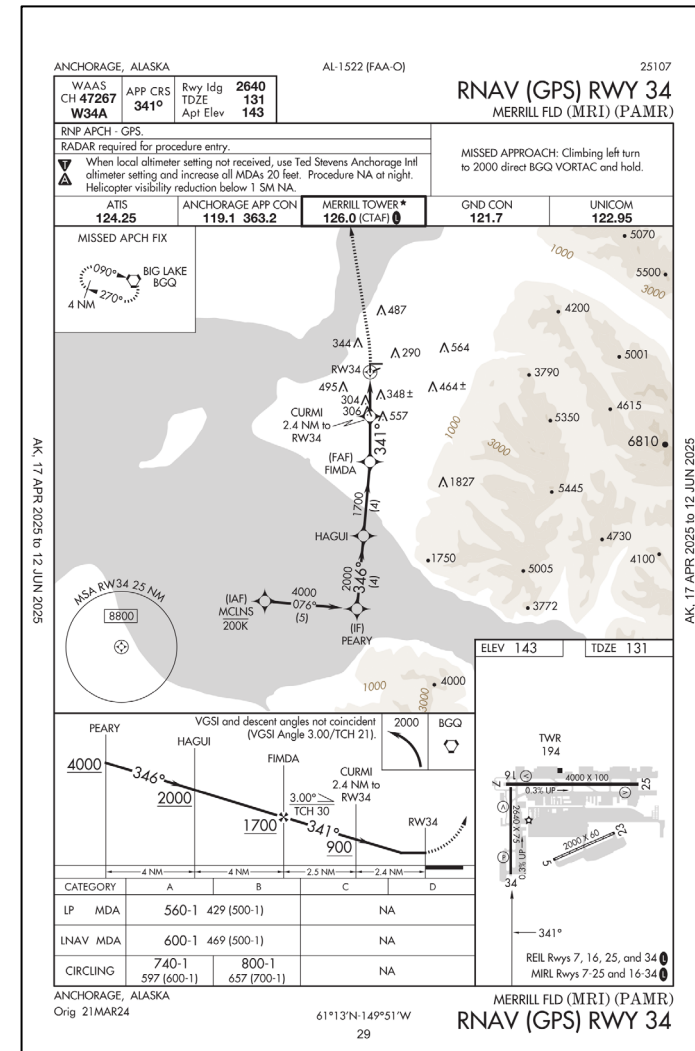 ANCHORAGE, ALASKA
AL-1522 (FAA-O)
25107
WAAS
CH 47267
W34A
APP CRS
341°
Rwy ldg 2640
TDZE 131
Apt Elev 143
RNAV (GPS) RWY 34
MERRILL FLD (MRI) (PAMR)
RNP APCH - GPS.
RADAR required for procedure entry.
T
A
When local altimeter setting not received, use Ted Stevens Anchorage Intl
altimeter setting and increase all MDAs 20 feet. Procedure NA at night.
Helicopter visibility reduction below 1 SM NA.
MISSED APPROACH: Climbing left turn
to 2000 direct BGQ VORTAC and hold.
ATIS
124.25
ANCHORAGE APP CON
119.1 363.2
MERRILL TOWER★
126.0 (CTAF) L
GND CON
121.7
UNICOM
122.95
MISSED APCH FIX
090°
BIG LAKE
BGQ
270°
4 NM
5070
1000
5500
3000
4200
487
344
290
564
5001
RW34
3790
495
348±
464±
304
4615
CURMI
2.4 NM to
RW34
306
557
5350
341°
1000
3000
6810
(FAF)
FIMDA
1827
5445
1700
(4)
HAGUI
4730
1750
4100
2000
346°
(4)
5005
MSA RW34 25 NM
8800
(IAF)
MCLNS
200K
4000
076°
(5)
3772
(IF)
PEARY
1000
3000
4000
ELEV 143
TDZE 131
VGSI and descent angles not coincident
(VGSI Angle 3.00/TCH 21).
2000
BGQ
PEARY
HAGUI
FIMDA
CURMI
2.4 NM to
RW34
RW34
4000
346°
2000
1700
3.00°
TCH 30
341°
900
4 NM
4 NM
2.5 NM
2.4 NM
TWR
194
16
7
4000 X 100
0.3% UP
25
V
V
V
2640 X 75
0.3% UP
2000 X 60
23
5
P
34
341°
REIL Rwys 7, 16, 25, and 34 L
MIRL Rwys 7-25 and 16-34 L
CATEGORY A B C D
LP MDA 560-1 429 (500-1) NA
LNAV MDA 600-1 469 (500-1) NA
CIRCLING 740-1 597 (600-1) 800-1 657 (700-1) NA
ANCHORAGE, ALASKA
Orig 21MAR24
61°13'N-149°51'W
29
MERRILL FLD (MRI) (PAMR)
RNAV (GPS) RWY 34
AK, 17 APR 2025 to 12 JUN 2025
AK, 17 APR 2025 to 12 JUN 2025